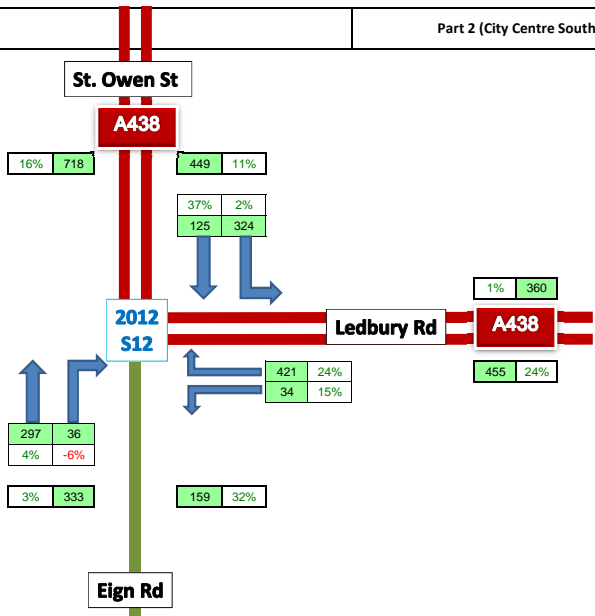 Part 2 (City Centre South
St. Owen St
A438
16% 718
449 11%
37% 2%
125 324
1% 360
2012
S12
Ledbury Rd
A438
421 24%
34 15%
455 24%
297 36
4% -6%
3% 333
159 32%
Eign Rd